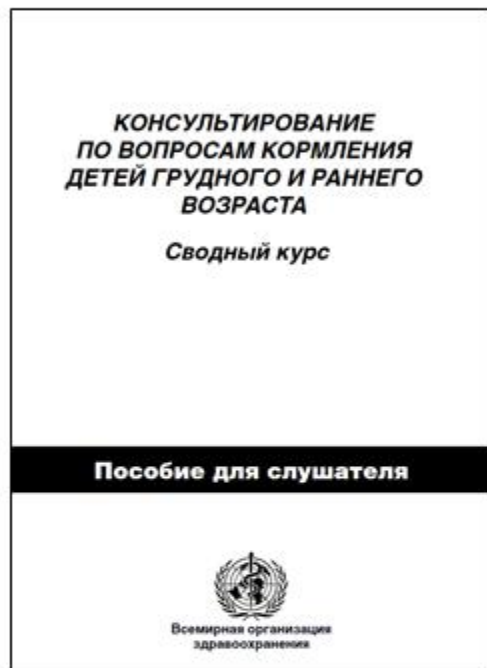 КОНСУЛЬТИРОВАНИЕ
ПО ВОПРОСАМ КОРМЛЕНИЯ
ДЕТЕЙ ГРУДНОГО И РАННЕГО
ВОЗРАСТА
Сводный курс
Пособие для слушателя
Всемирная организация
здравоохранения